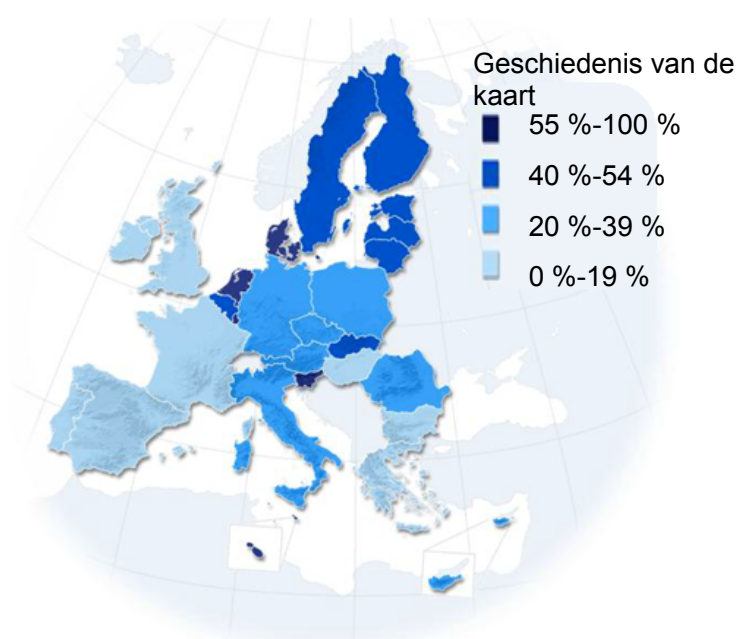 Geschiedenis van de
kaart
55 %-100 %
40 %-54 %
20 %-39 %
0 %-19 %